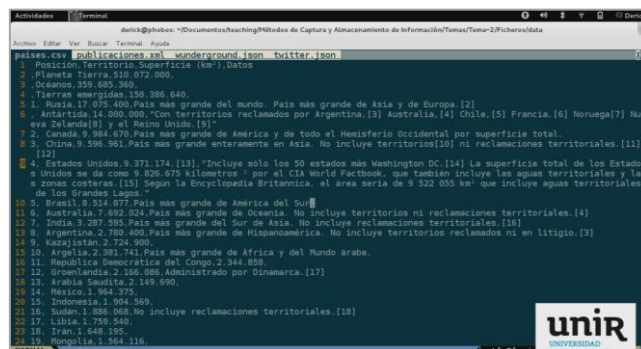 Actividades Terminal Deric
derick@phobos: ~/Documentos/teaching/Métodos de Captura y Almacenamiento de Información/Temas/Tema-2/Ficheros/data
Archivo Editar Ver Buscar Terminal Ayuda
paises.csv publicaciones.xml wunderground.json twitter.json
1 Posición,Territorio,Superficie (km²),Datos
2 ,Planeta Tierra,510.072.000,
3 ,Océanos,359.685.360,
4 ,Tierras emergidas,150.386.640,
5 1, Rusia,17.075.400,País más grande del mundo. País más grande de Asia y de Europa.[2]
6 , Antártida,14.000.000,"Con territorios reclamados por Argentina,[3] Australia,[4] Chile,[5] Francia,[6] Noruega[7] Nu
eva Zelanda[8] y el Reino Unido.[9]"
7 2, Canadá,9.984.670,País más grande de América y de todo el Hemisferio Occidental por superficie total.
8 3, China,9.596.961,País más grande enteramente en Asia. No incluye territorios[10] ni reclamaciones territoriales.[11]
[12]
9 4, Estados Unidos,9.371.174,[13],"Incluye sólo los 50 estados más Washington DC.[14] La superficie total de los Estado
s Unidos se da como 9.826.675 kilometros ² por el CIA World Factbook, que también incluye las aguas territoriales y la
s zonas costeras.[15] Según la Encyclopædia Britannica, el área sería de 9 522 055 km² que incluye aguas territoriales
de los Grandes Lagos."
10 5, Brasil,8.514.877,País más grande de América del Sur
11 6, Australia,7.692.024,País más grande de Oceanía. No incluye territorios ni reclamaciones territoriales.[4]
12 7, India,3.287.595,País más grande del Sur de Asia. No incluye reclamaciones territoriales.[16]
13 8, Argentina,2.780.400,País más grande de Hispanoamérica. No incluye territorios reclamados ni en litigio.[3]
14 9, Kazajistán,2.724.900,
15 10, Argelia,2.381.741,País más grande de África y del Mundo árabe.
16 11, República Democrática del Congo,2.344.858,
17 12, Groenlandia,2.166.086,Administrado por Dinamarca.[17]
18 13, Arabia Saudita,2.149.690,
19 14, México,1.964.375,
20 15, Indonesia,1.904.569,
21 16, Sudán,1.886.068,No incluye reclamaciones territoriales.[18]
22 17, Libia,1.759.540,
23 18, Irán,1.648.195,
24 19, Mongolia,1.564.116,
unir
UNIVERSIDAD